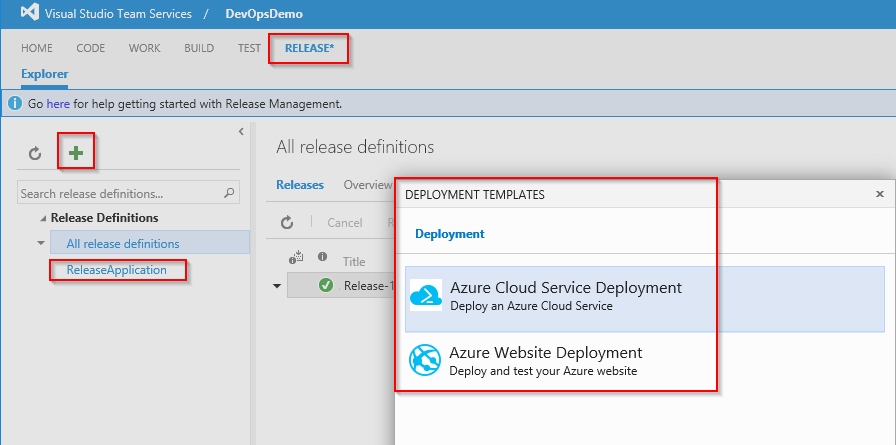 Visual Studio Team Services / DevOpsDemo
HOME CODE WORK BUILD TEST RELEASE*
Explorer
Go here for help getting started with Release Management.
Search release definitions...
Release Definitions
All release definitions
ReleaseApplication
All release definitions
Releases Overview
Cancel R
Title
Release-1
DEPLOYMENT TEMPLATES
Deployment
Azure Cloud Service Deployment
Deploy an Azure Cloud Service
Azure Website Deployment
Deploy and test your Azure website